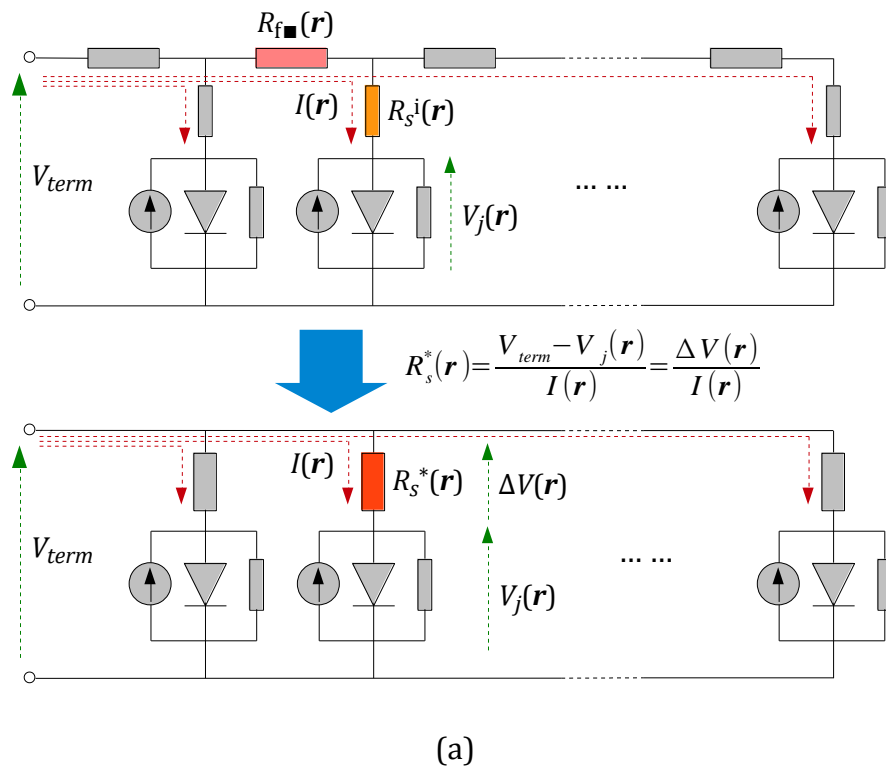 R_f■(r)
I(r) R_s^i(r)
V_term
V_j(r)
... ...
R_s^*(r) = (V_term − V_j(r)) / I(r) = ΔV(r) / I(r)
I(r) R_s^*(r) ΔV(r)
V_term
V_j(r)
... ...
(a)